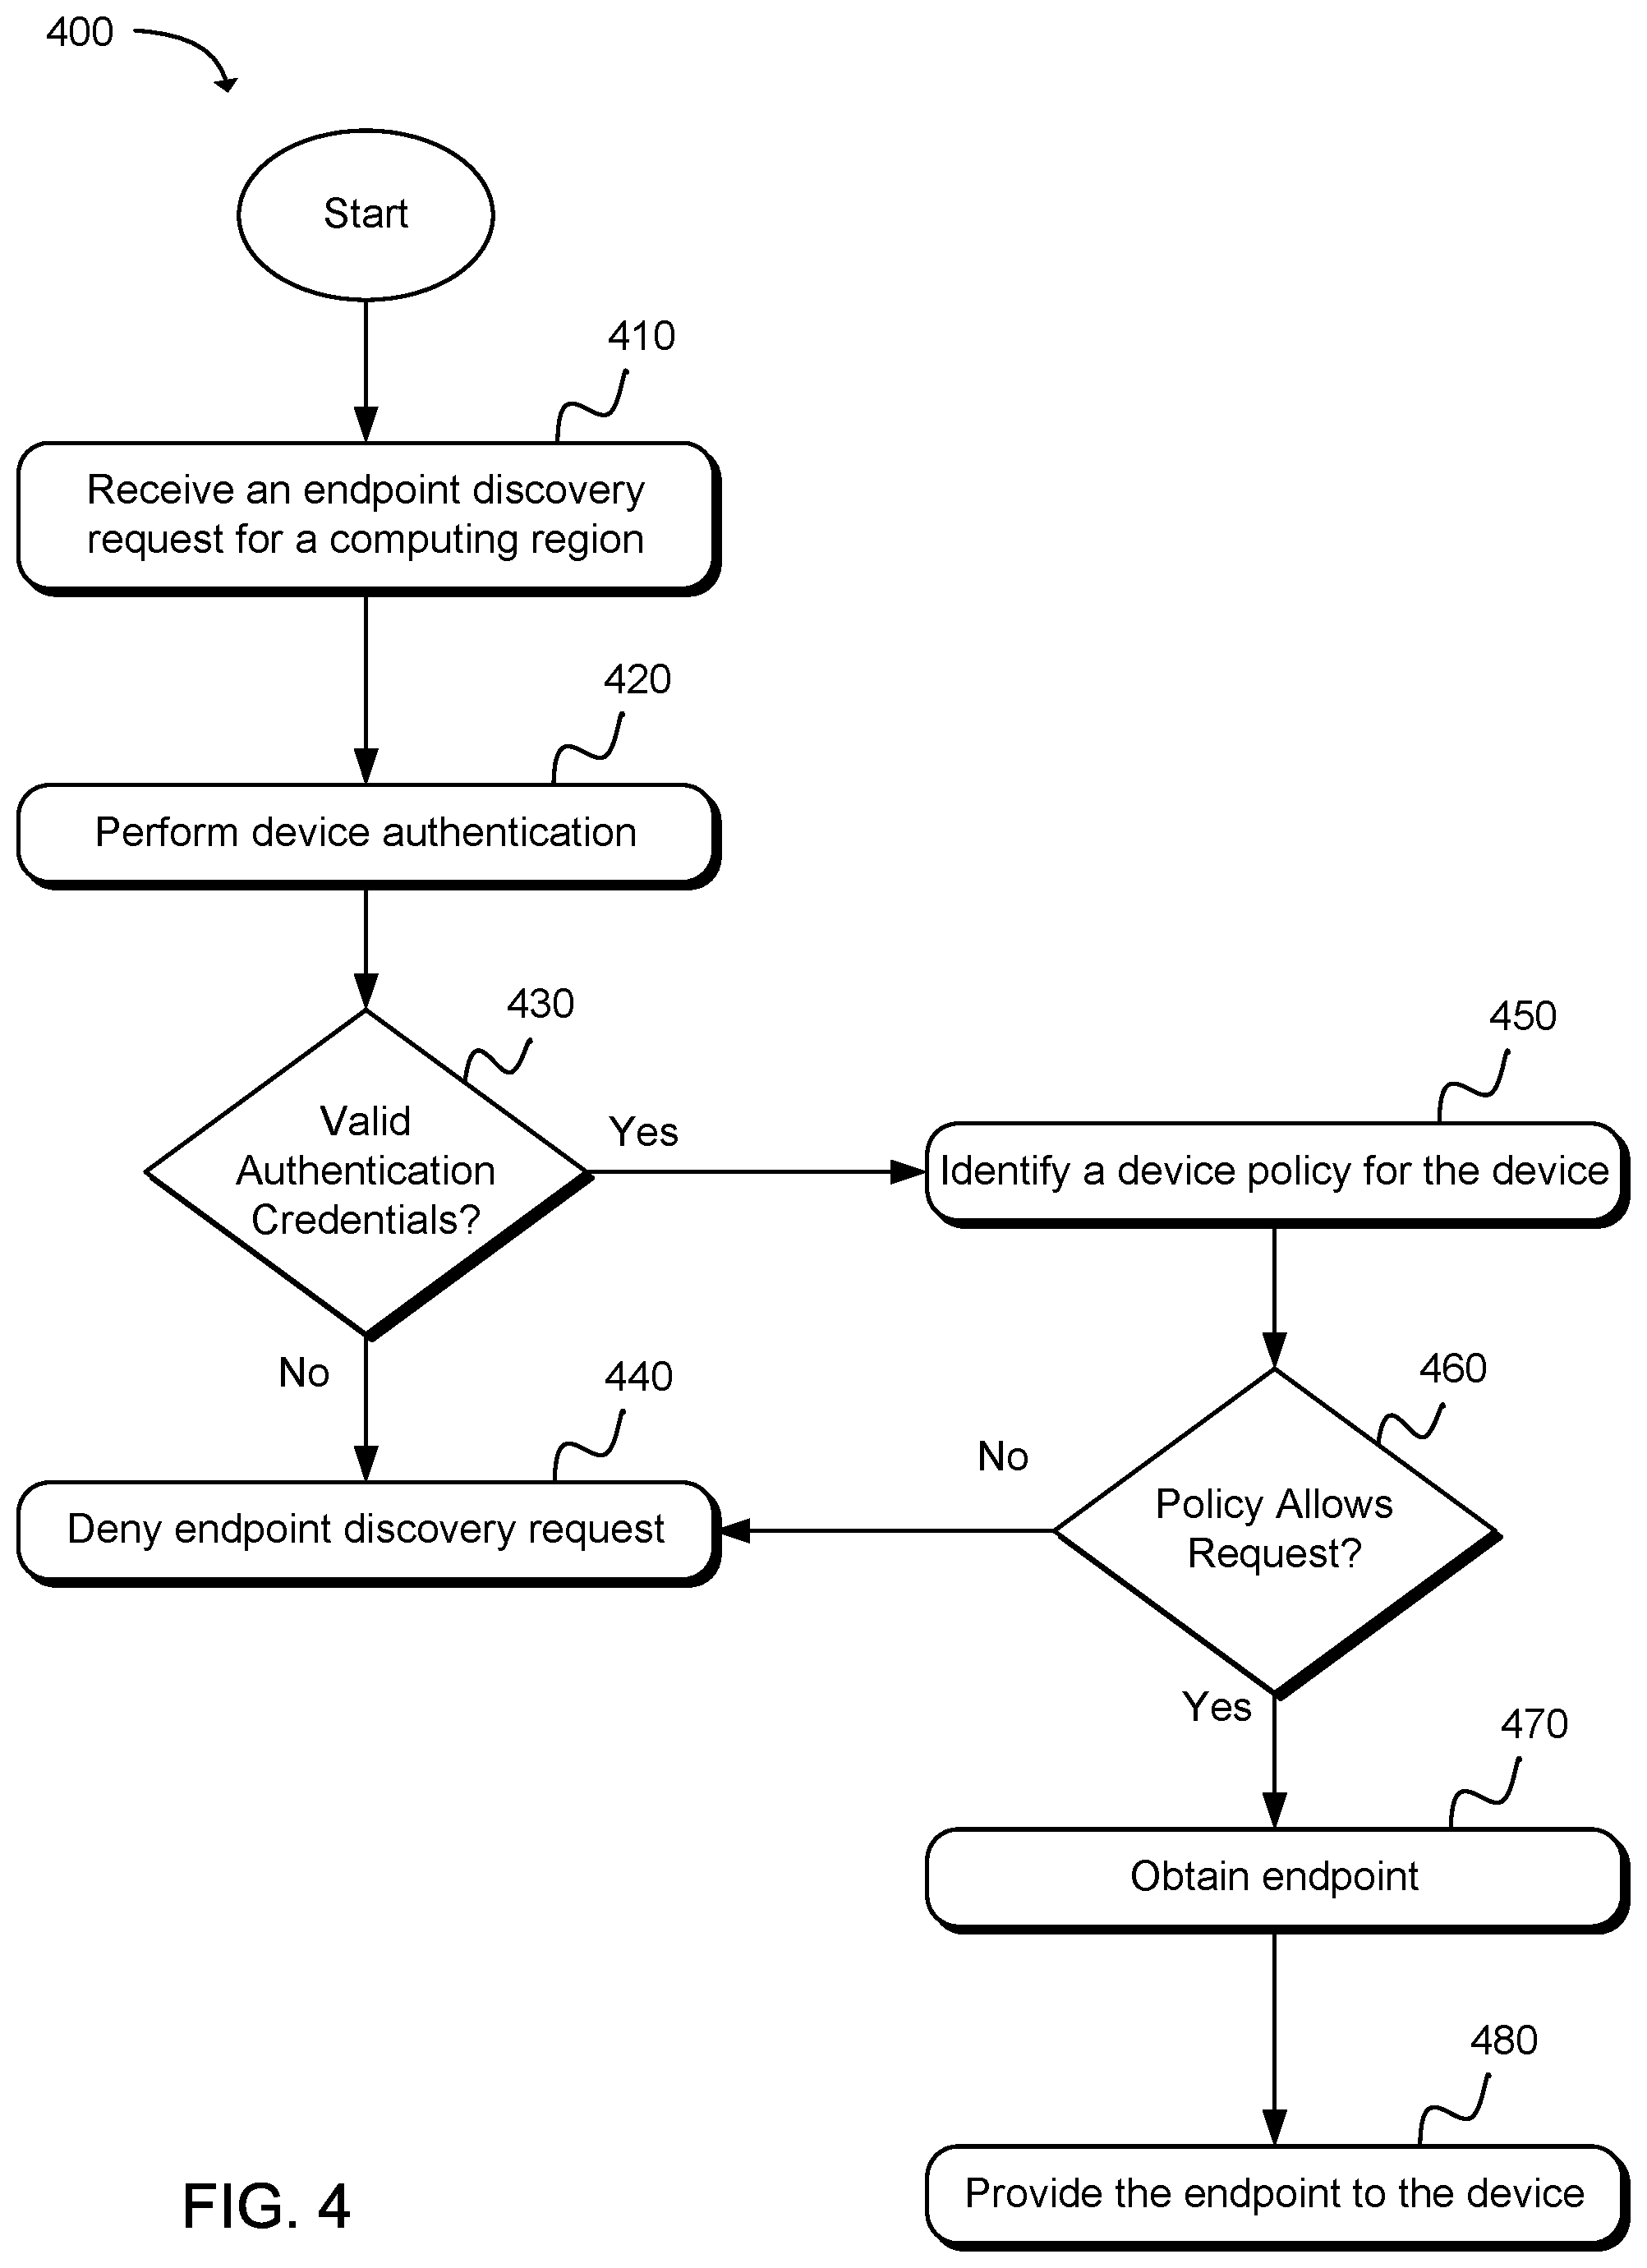 400
Start
410
Receive an endpoint discovery
request for a computing region
420
Perform device authentication
430
Valid
Authentication
Credentials?
Yes
No
440
Deny endpoint discovery request
450
Identify a device policy for the device
460
Policy Allows
Request?
No
Yes
470
Obtain endpoint
480
Provide the endpoint to the device
FIG. 4